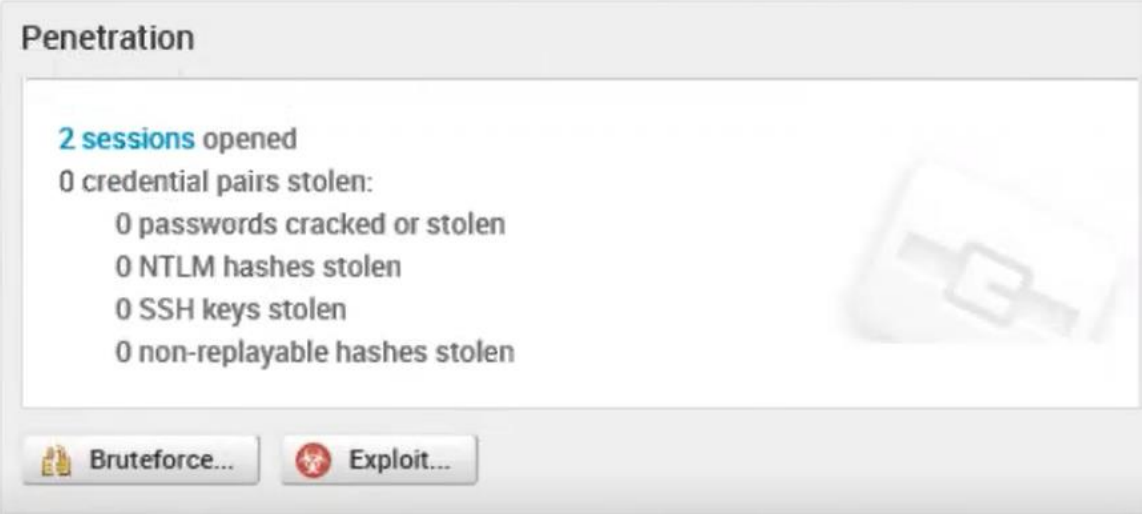 Penetration
2 sessions opened
0 credential pairs stolen:
0 passwords cracked or stolen
0 NTLM hashes stolen
0 SSH keys stolen
0 non-replayable hashes stolen
Bruteforce... Exploit...